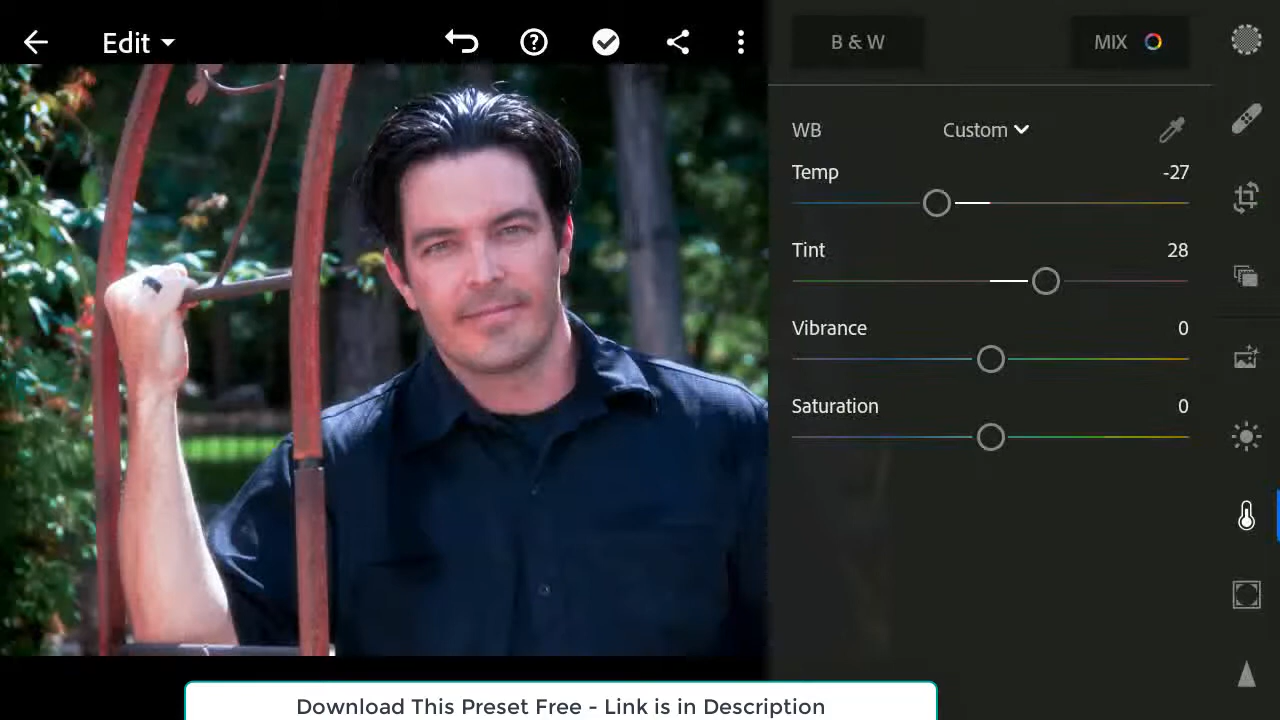 Edit
B & W
MIX
WB
Custom
Temp
-27
Tint
28
Vibrance
0
Saturation
0
Download This Preset Free - Link is in Description